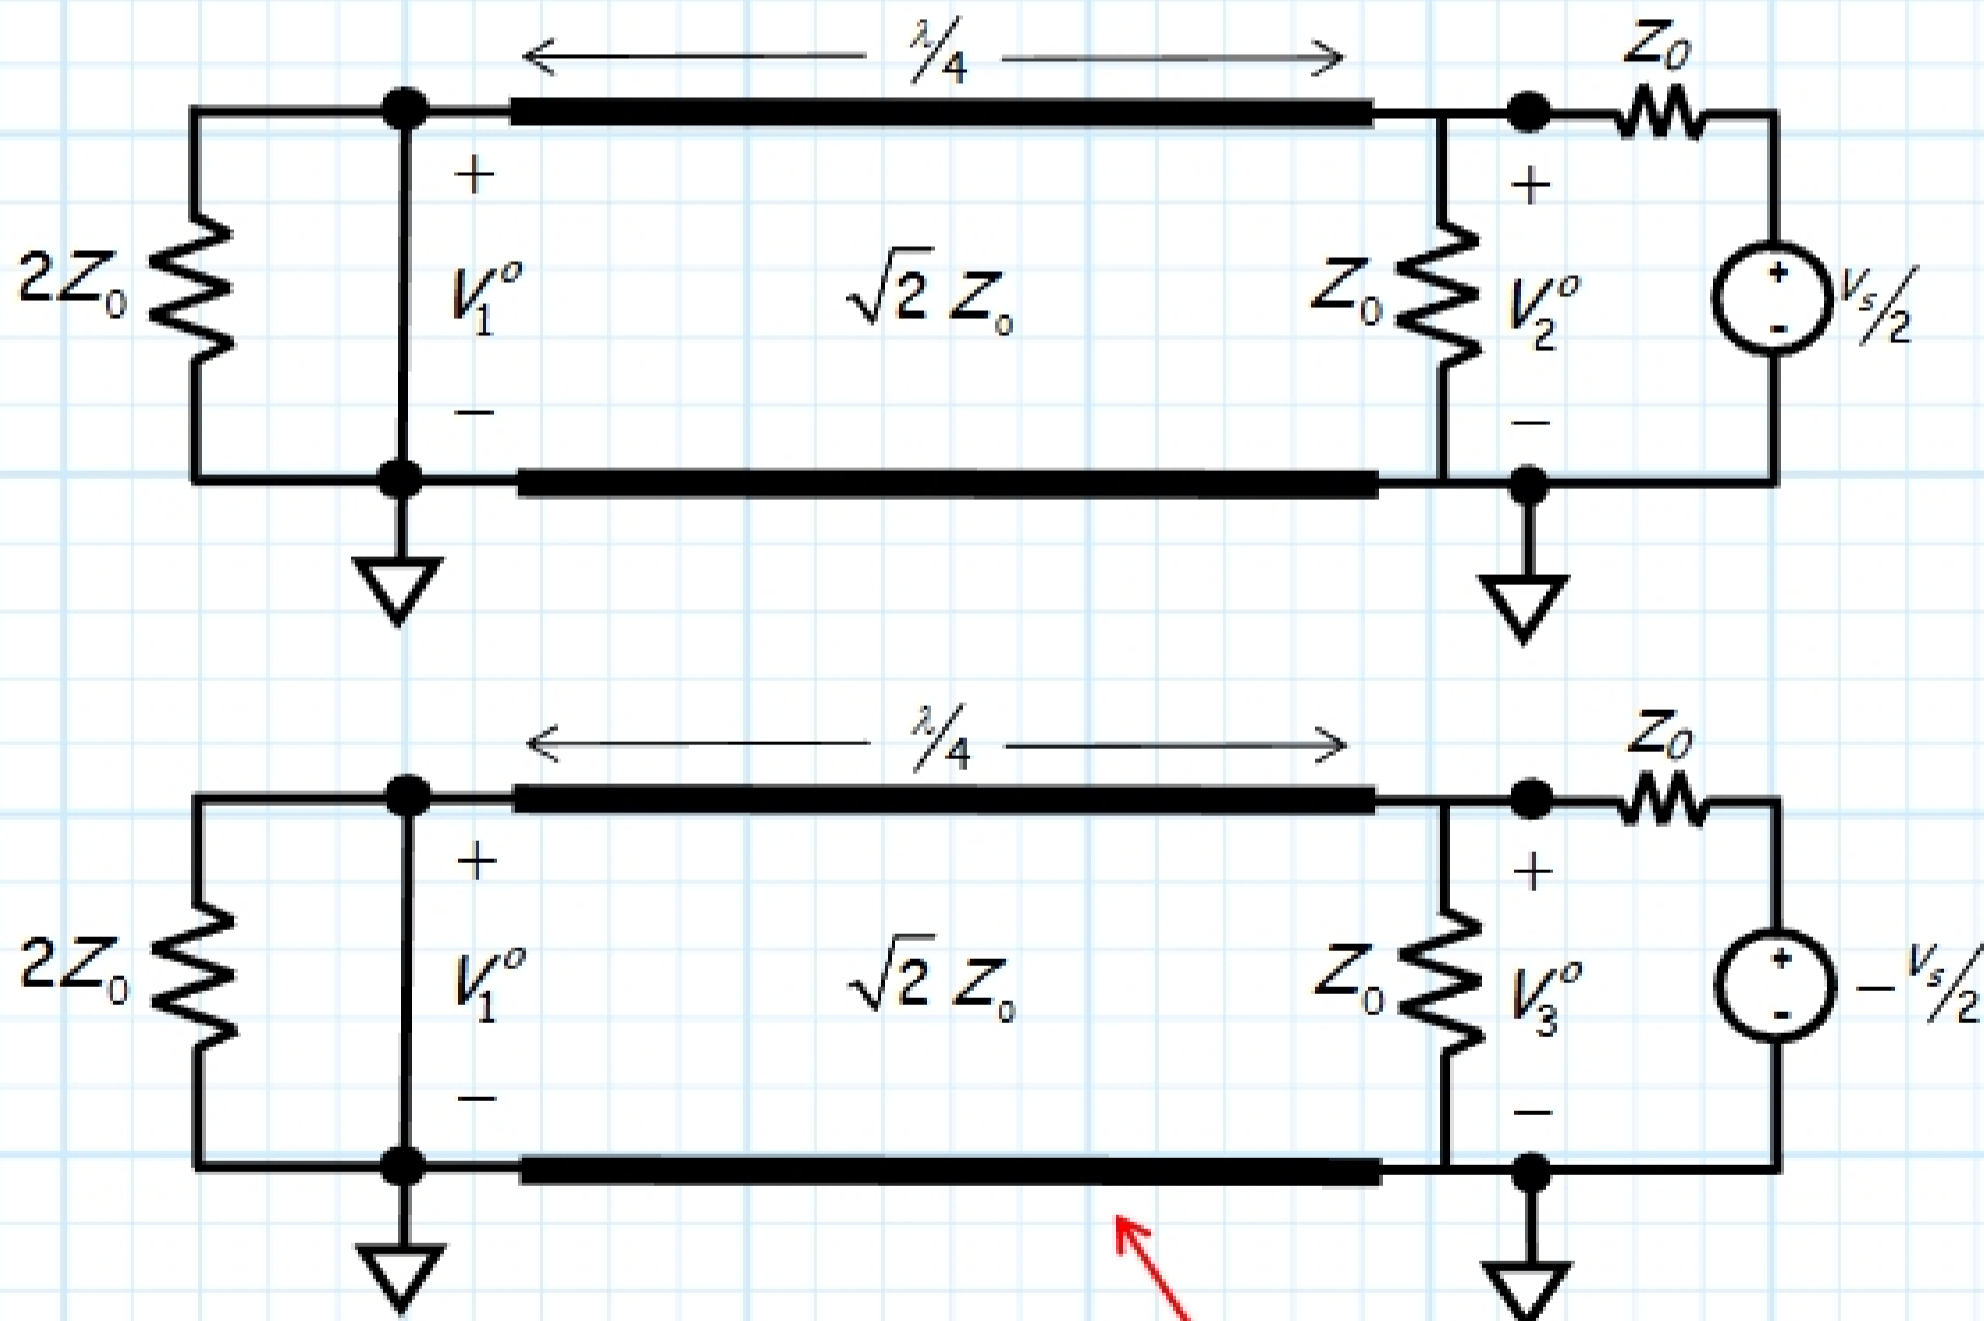 λ/4
Z₀
+
+
2Z₀
V₁ᵒ
√2 Z₀
Z₀
V₂ᵒ
+
-
Vₛ/2
−
−
λ/4
Z₀
+
+
2Z₀
V₁ᵒ
√2 Z₀
Z₀
V₃ᵒ
+
-
−Vₛ/2
−
−